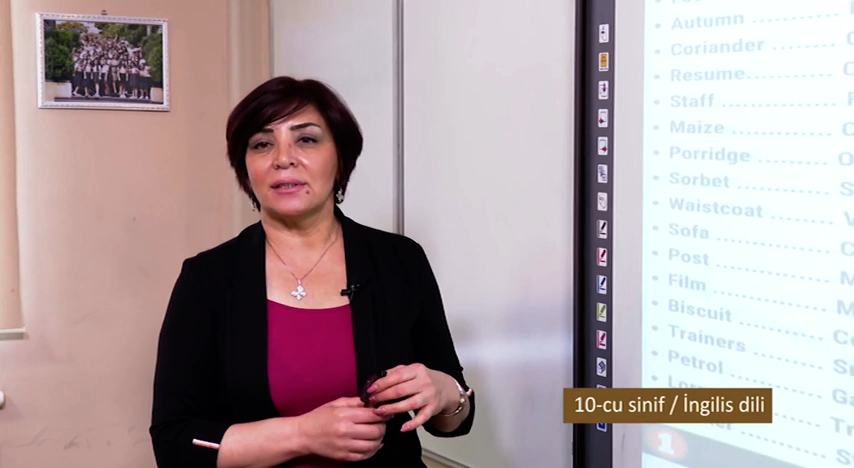 • Autumn
• Coriander
• Resume....
• Staff
• Maize
• Porridge
• Sorbet
• Waistcoat
• Sofa
• Post
• Film
• Biscuit
• Trainers
• Petrol
10-cu sinif / İngilis dili
1